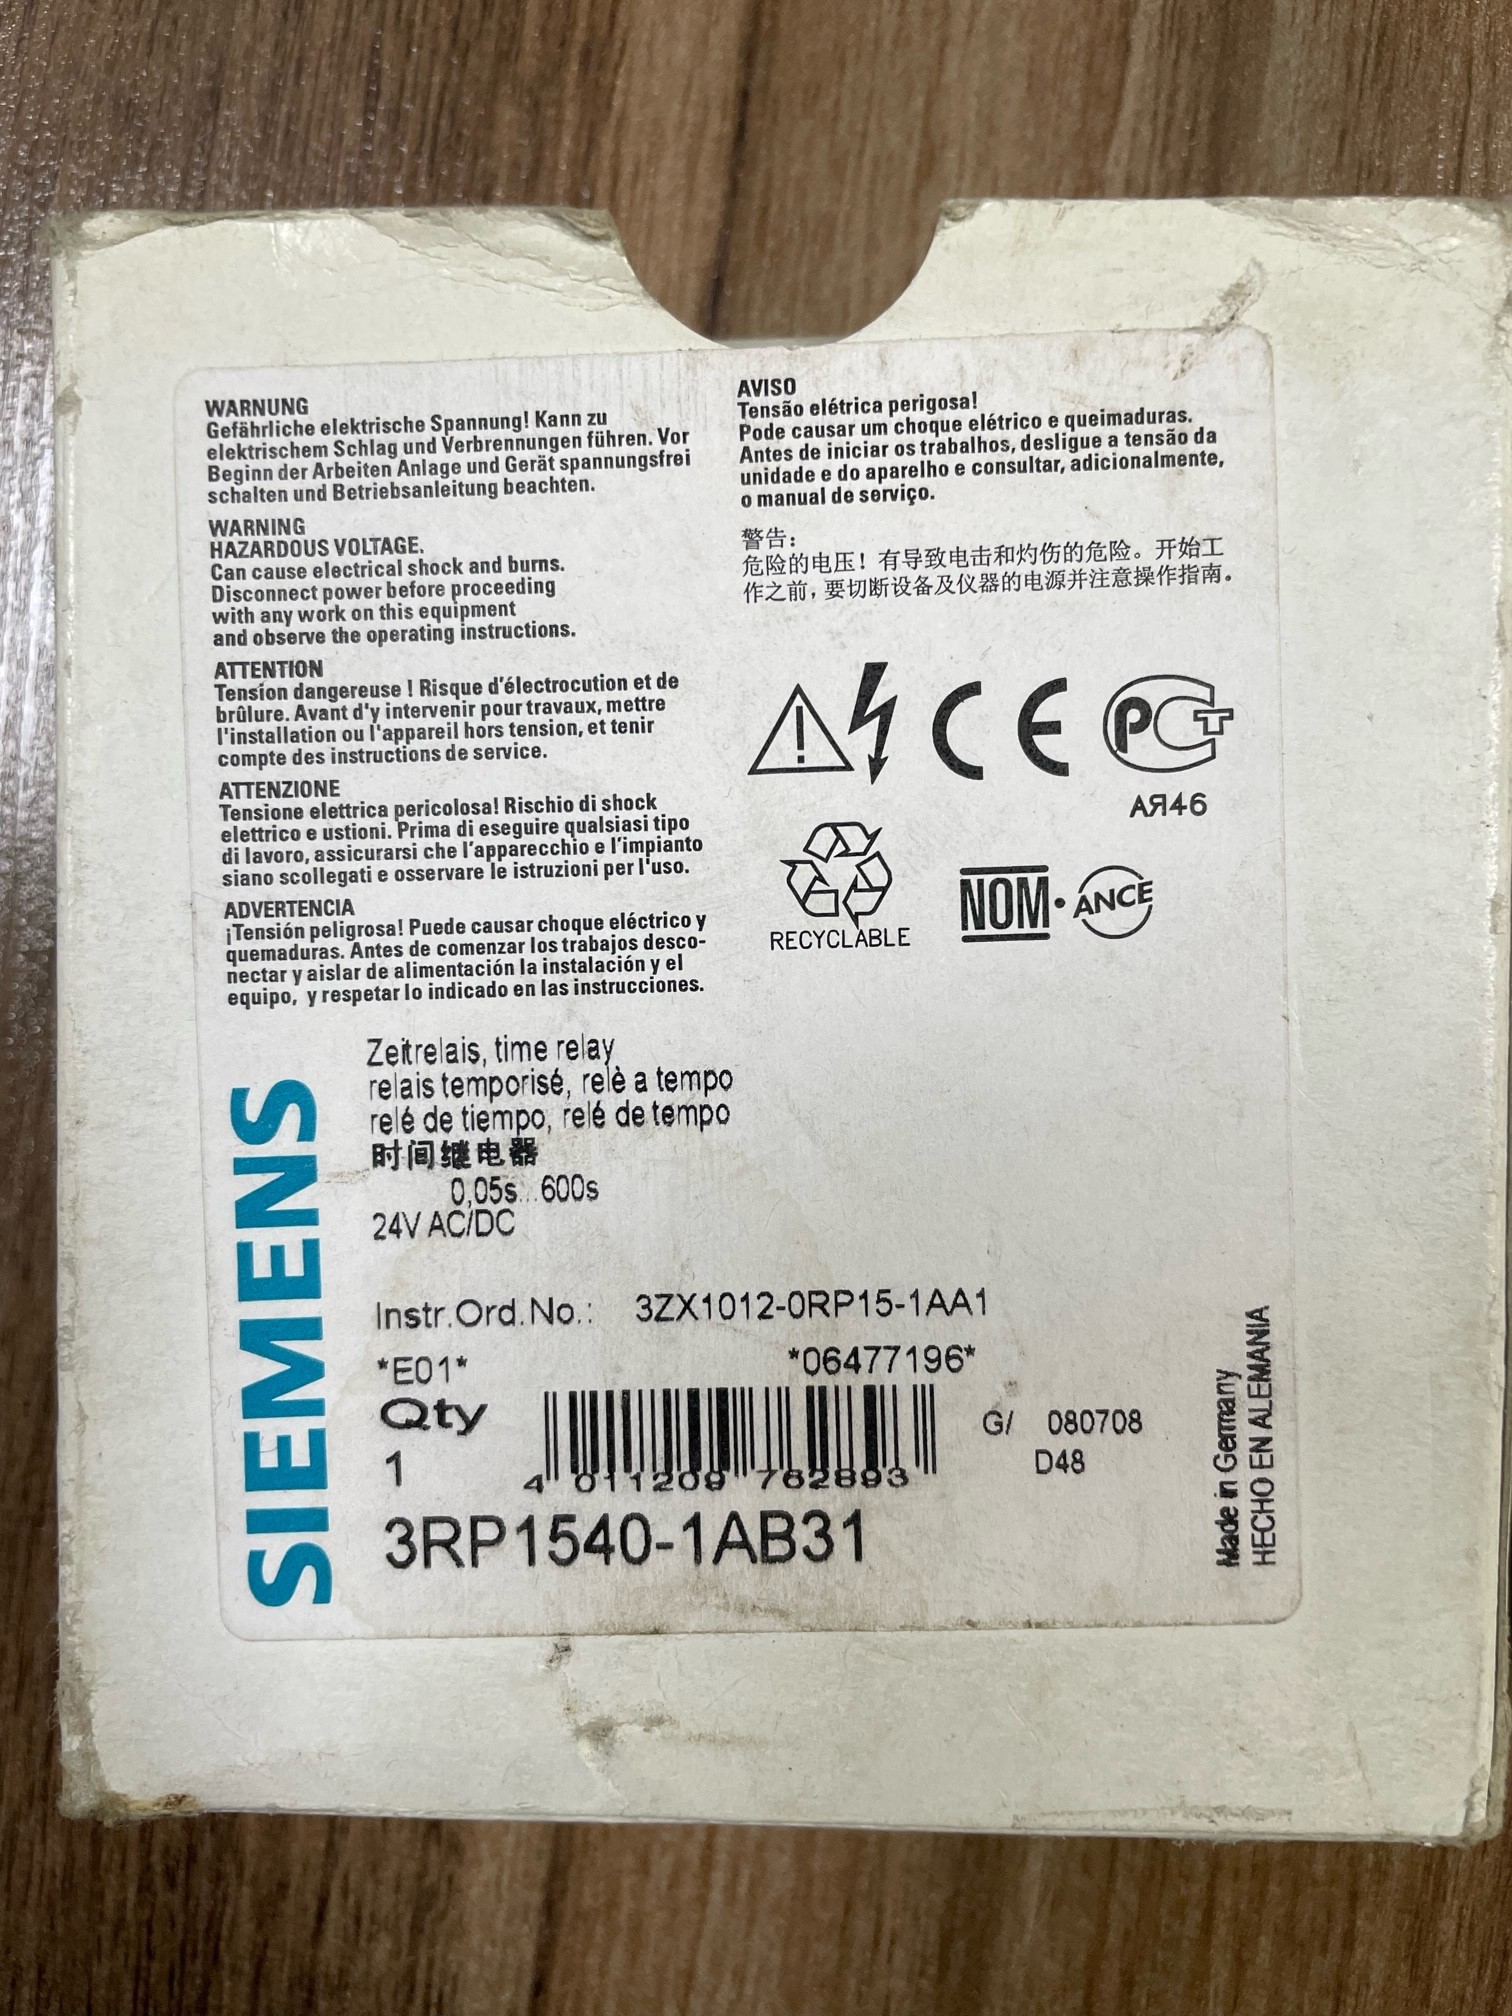 WARNUNG
Gefährliche elektrische Spannung! Kann zu
elektrischem Schlag und Verbrennungen führen. Vor
Beginn der Arbeiten Anlage und Gerät spannungsfrei
schalten und Betriebsanleitung beachten.
WARNING
HAZARDOUS VOLTAGE.
Can cause electrical shock and burns.
Disconnect power before proceeding
with any work on this equipment
and observe the operating instructions.
ATTENTION
Tension dangereuse ! Risque d'électrocution et de
brûlure. Avant d'y intervenir pour travaux, mettre
l'installation ou l'appareil hors tension, et tenir
compte des instructions de service.
ATTENZIONE
Tensione elettrica pericolosa! Rischio di shock
elettrico e ustioni. Prima di eseguire qualsiasi tipo
di lavoro, assicurarsi che l'apparecchio e l'impianto
siano scollegati e osservare le istruzioni per l'uso.
ADVERTENCIA
¡Tensión peligrosa! Puede causar choque eléctrico y
quemaduras. Antes de comenzar los trabajos desco-
nectar y aislar de alimentación la instalación y el
equipo, y respetar lo indicado en las instrucciones.
AVISO
Tensão elétrica perigosa!
Pode causar um choque elétrico e queimaduras.
Antes de iniciar os trabalhos, desligue a tensão da
unidade e do aparelho e consultar, adicionalmente,
o manual de serviço.
警告：
危险的电压！有导致电击和灼伤的危险。开始工
作之前，要切断设备及仪器的电源并注意操作指南。
CE PCT
АЯ46
RECYCLABLE
NOM•ANCE
SIEMENS
Zeitrelais, time relay
relais temporisé, relè a tempo
relé de tiempo, relé de tempo
时间继电器
0,05s...600s
24V AC/DC
Instr.Ord.No.: 3ZX1012-0RP15-1AA1
*E01* *06477196*
Qty
1
4 011209 762893
G/ 080708
D48
3RP1540-1AB31
Made in Germany
HECHO EN ALEMANIA